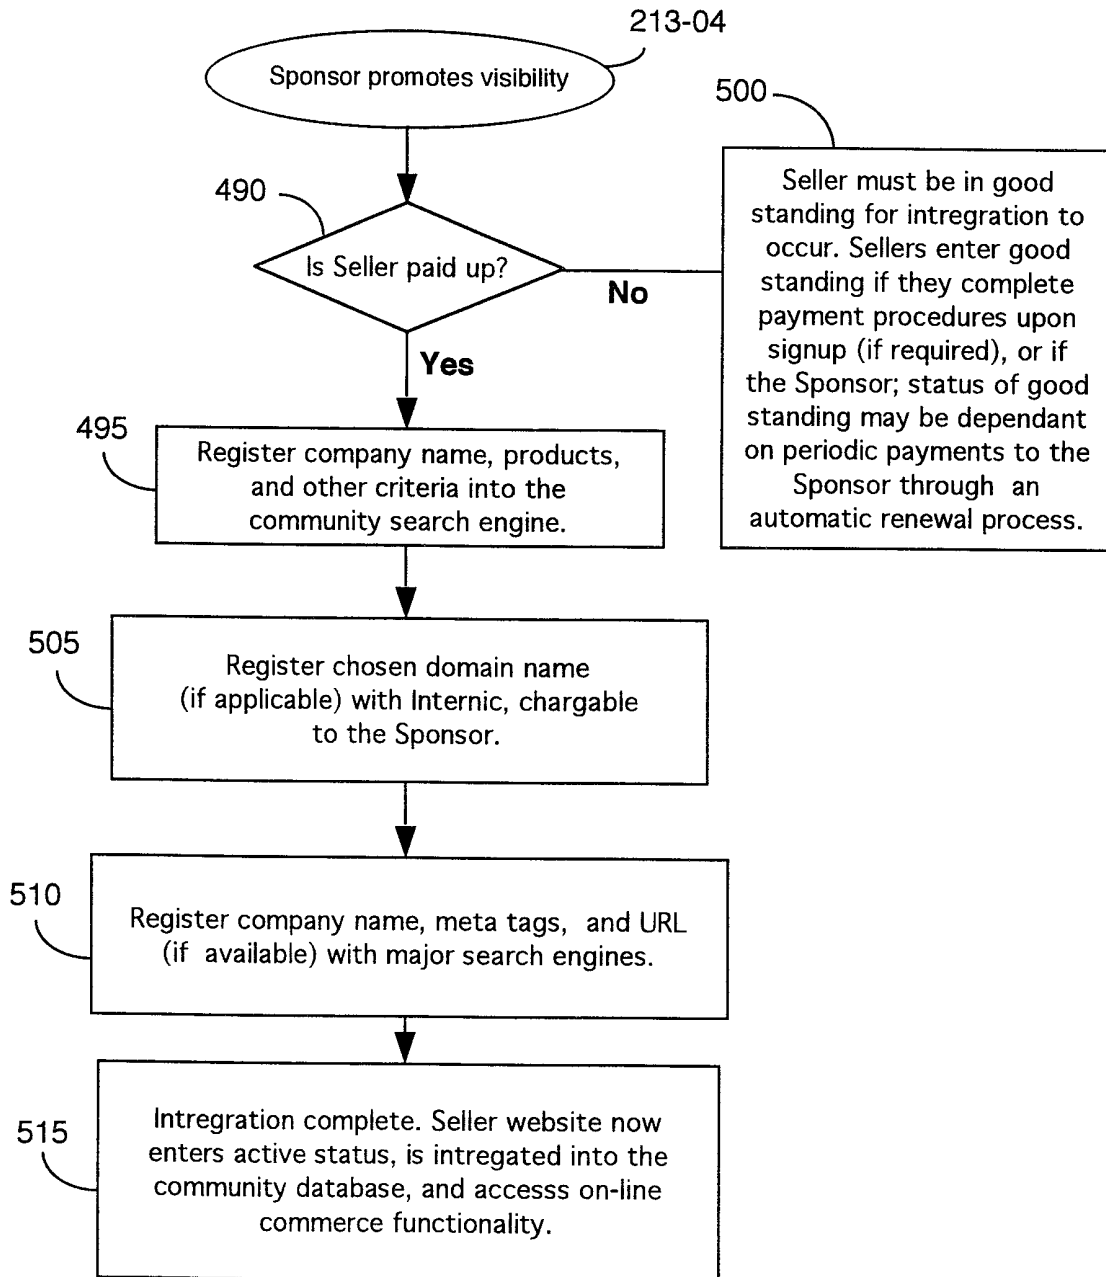 213-04
Sponsor promotes visibility
500
490
Is Seller paid up?
No
Yes
Seller must be in good
standing for intregration to
occur. Sellers enter good
standing if they complete
payment procedures upon
signup (if required), or if
the Sponsor; status of good
standing may be dependant
on periodic payments to the
Sponsor through an
automatic renewal process.
495
Register company name, products,
and other criteria into the
community search engine.
505
Register chosen domain name
(if applicable) with Internic, chargable
to the Sponsor.
510
Register company name, meta tags, and URL
(if available) with major search engines.
515
Intregration complete. Seller website now
enters active status, is intregated into the
community database, and accesss on-line
commerce functionality.